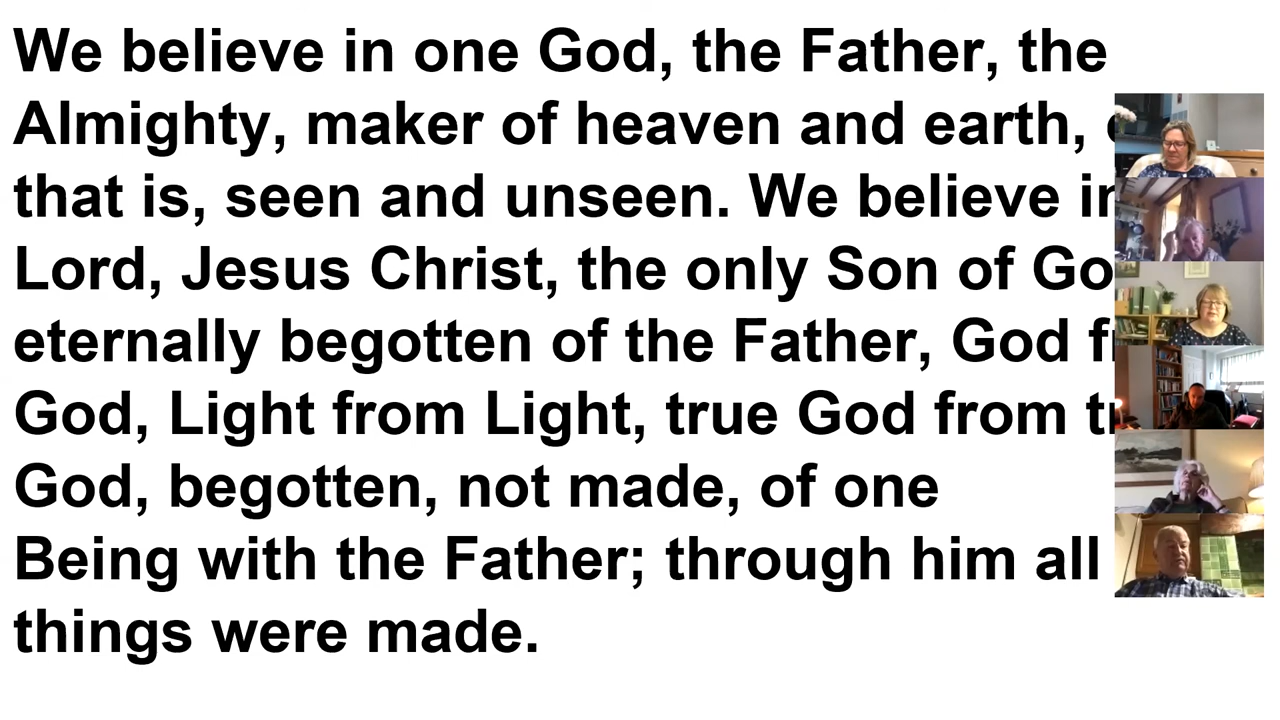 We believe in one God, the Father, the
Almighty, maker of heaven and earth,
that is, seen and unseen. We believe
Lord, Jesus Christ, the only Son of
eternally begotten of the Father, God
God, Light from Light, true God from
God, begotten, not made, of one
Being with the Father; through him all
things were made.